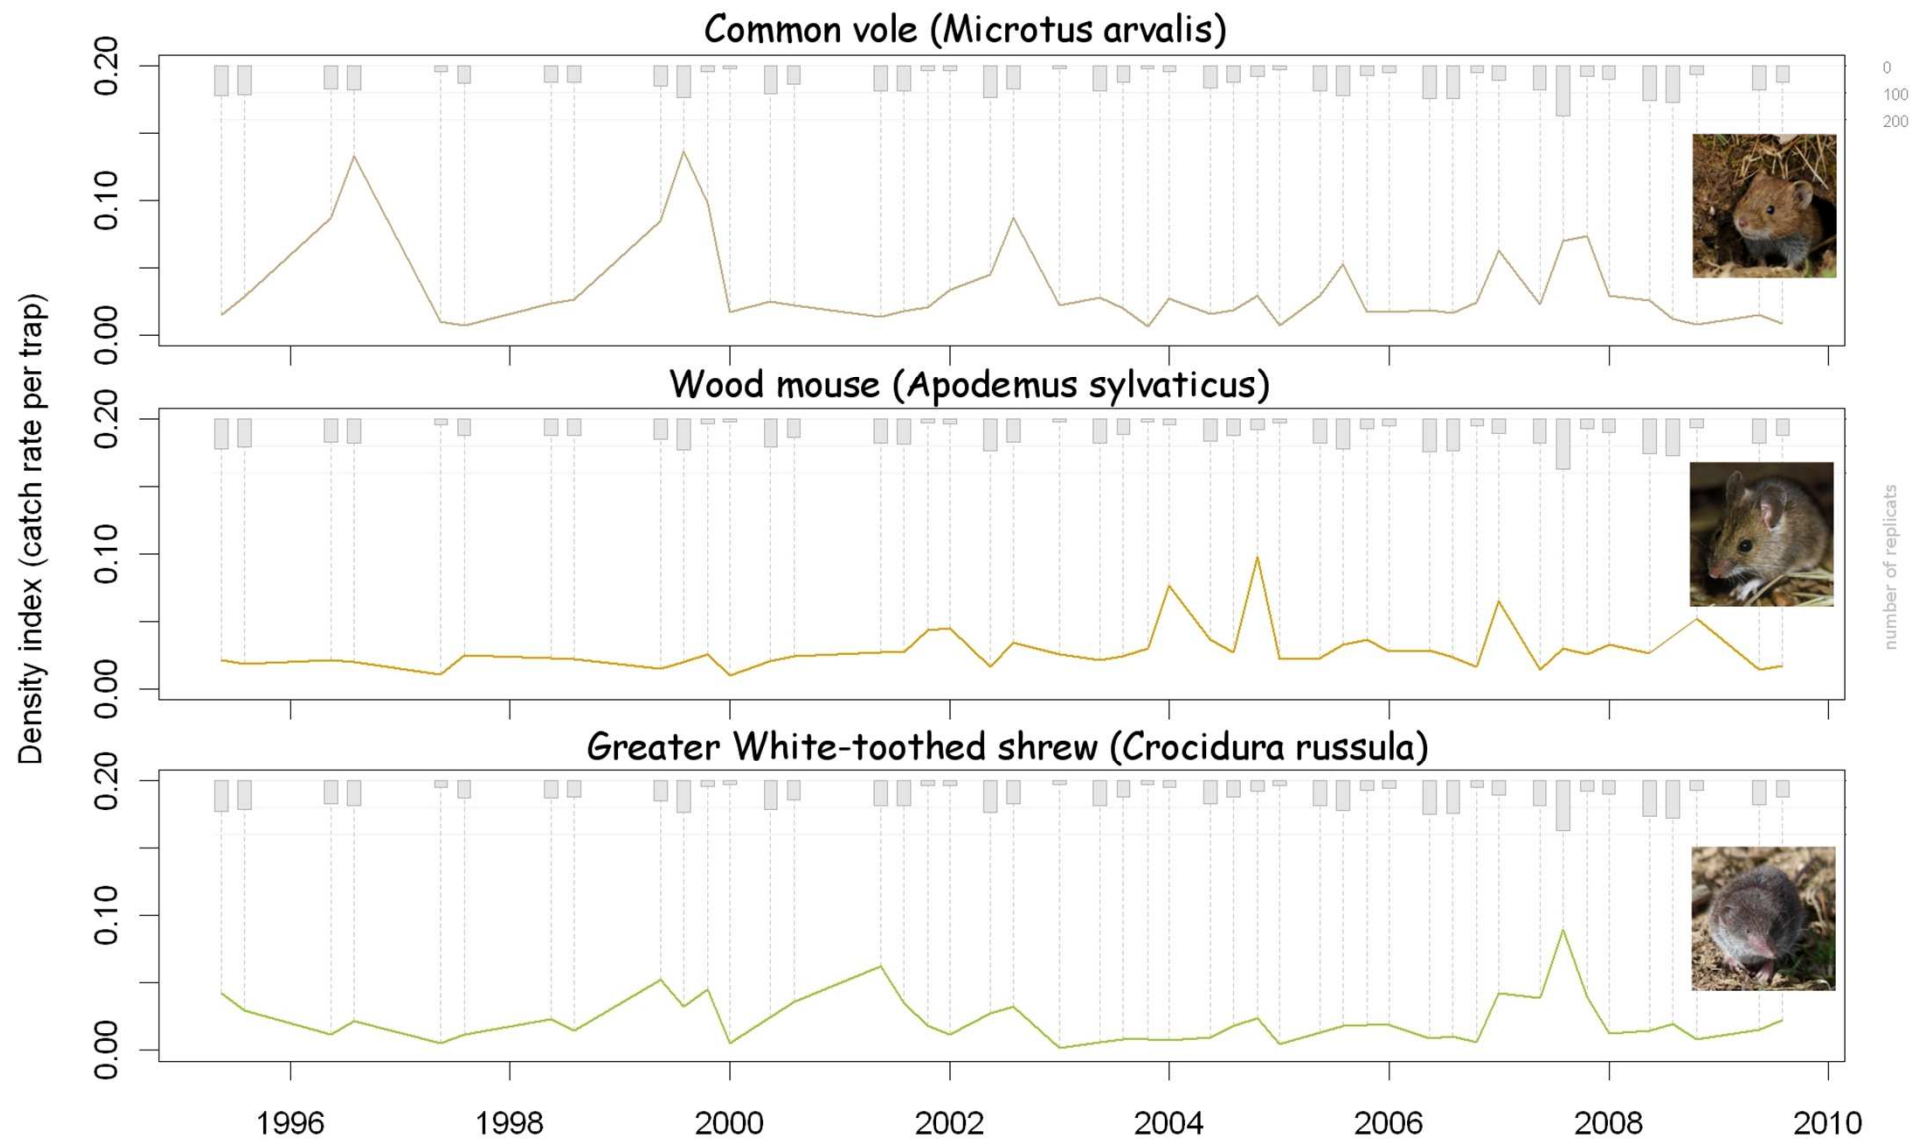 Common vole (Microtus arvalis)
0.20
0.10
0.00
0
100
200
Wood mouse (Apodemus sylvaticus)
0.20
0.10
0.00
Density index (catch rate per trap)
number of replicats
Greater White-toothed shrew (Crocidura russula)
0.20
0.10
0.00
1996 1998 2000 2002 2004 2006 2008 2010